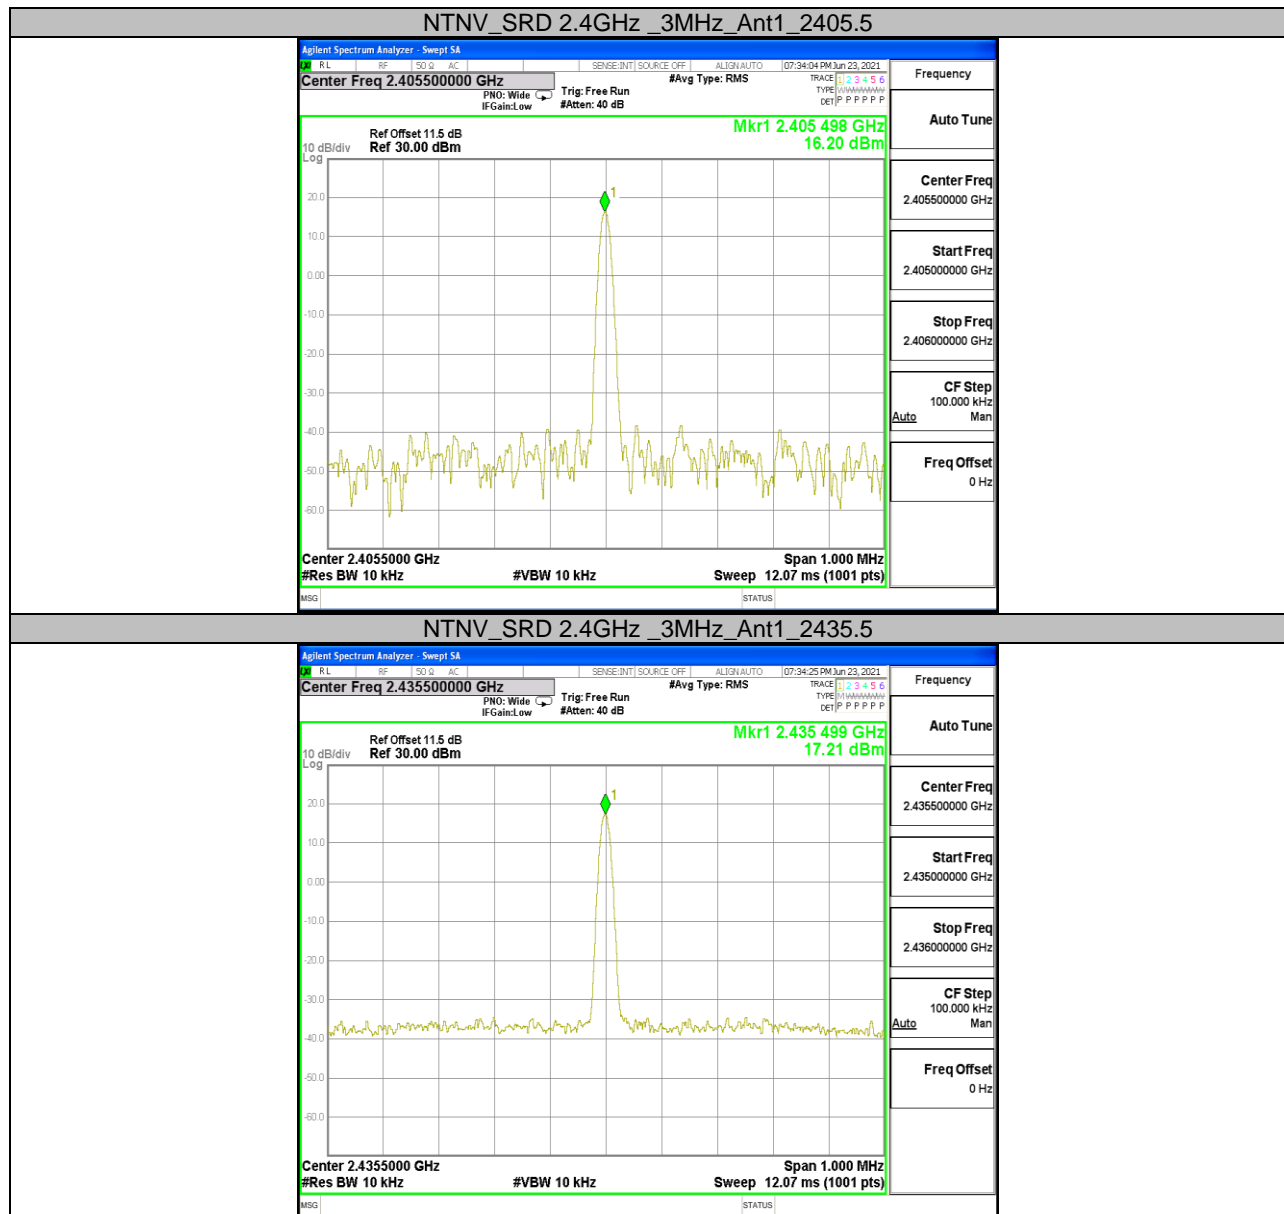 NTNV_SRD 2.4GHz _3MHz_Ant1_2405.5
Agilent Spectrum Analyzer - Swept SA
RL RF 50 Ω AC SENSE:INT SOURCE OFF ALIGN AUTO 07:34:04 PM Jun 23, 2021
Center Freq 2.405500000 GHz #Avg Type: RMS TRACE 1 2 3 4 5 6
PNO: Wide Trig: Free Run TYPE
IFGain:Low #Atten: 40 dB DET P P P P P P
Frequency
Mkr1 2.405 498 GHz
16.20 dBm
Ref Offset 11.5 dB
10 dB/div Ref 30.00 dBm
Log
1
20.0
10.0
0.00
-10.0
-20.0
-30.0
-40.0
-50.0
-60.0
Center 2.4055000 GHz Span 1.000 MHz
#Res BW 10 kHz #VBW 10 kHz Sweep 12.07 ms (1001 pts)
MSG STATUS
Auto Tune
Center Freq
2.405500000 GHz
Start Freq
2.405000000 GHz
Stop Freq
2.406000000 GHz
CF Step
100.000 kHz
Auto Man
Freq Offset
0 Hz
NTNV_SRD 2.4GHz _3MHz_Ant1_2435.5
Agilent Spectrum Analyzer - Swept SA
RL RF 50 Ω AC SENSE:INT SOURCE OFF ALIGN AUTO 07:34:25 PM Jun 23, 2021
Center Freq 2.435500000 GHz #Avg Type: RMS TRACE 1 2 3 4 5 6
PNO: Wide Trig: Free Run TYPE
IFGain:Low #Atten: 40 dB DET P P P P P P
Frequency
Mkr1 2.435 499 GHz
17.21 dBm
Ref Offset 11.5 dB
10 dB/div Ref 30.00 dBm
Log
1
20.0
10.0
0.00
-10.0
-20.0
-30.0
-40.0
-50.0
-60.0
Center 2.4355000 GHz Span 1.000 MHz
#Res BW 10 kHz #VBW 10 kHz Sweep 12.07 ms (1001 pts)
MSG STATUS
Auto Tune
Center Freq
2.435500000 GHz
Start Freq
2.435000000 GHz
Stop Freq
2.436000000 GHz
CF Step
100.000 kHz
Auto Man
Freq Offset
0 Hz